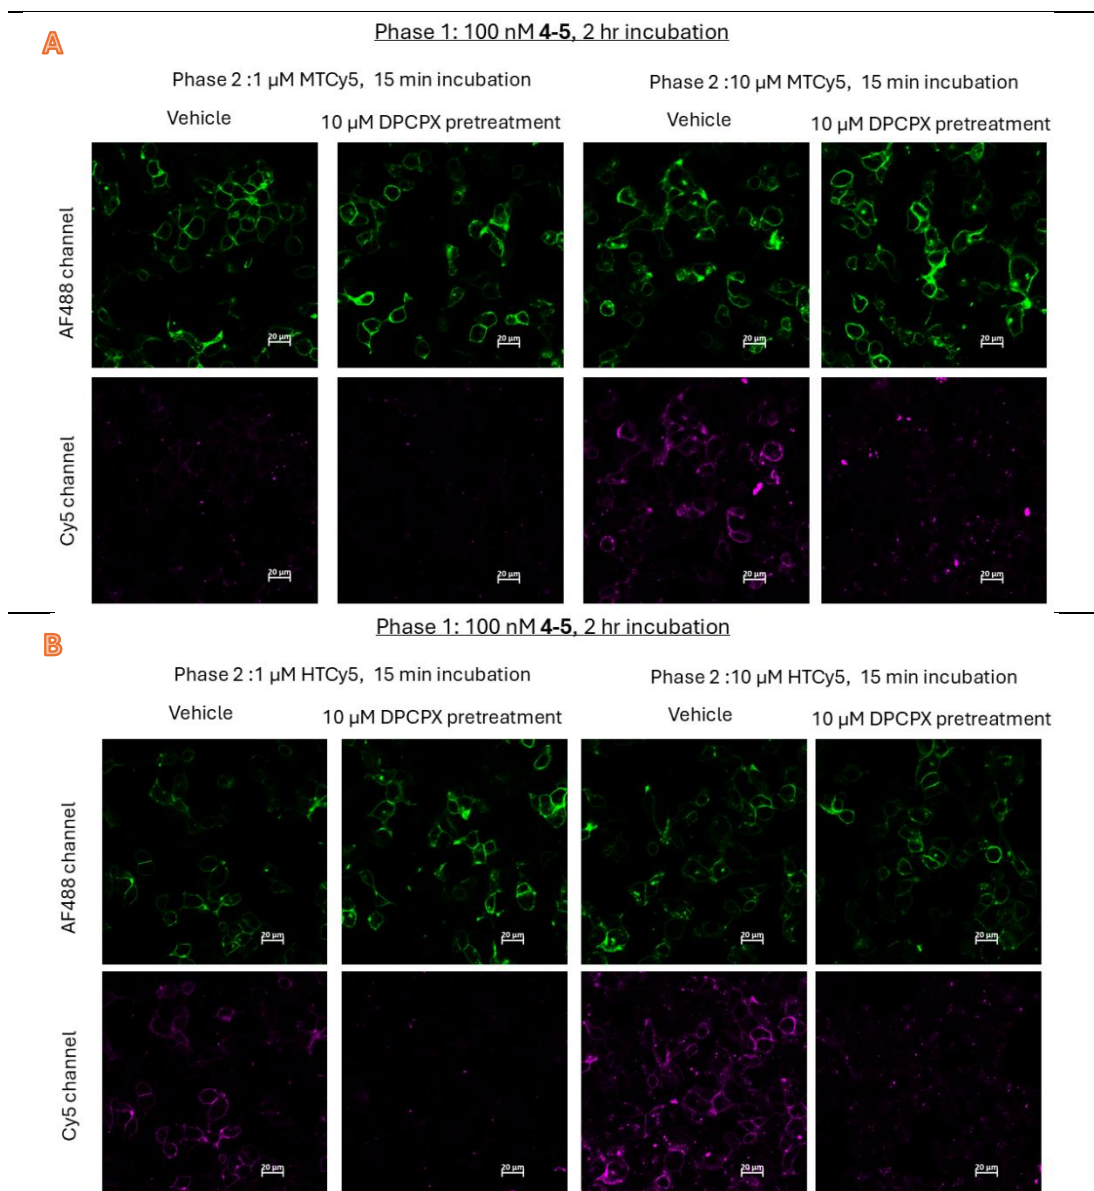 A
Phase 1: 100 nM 4-5, 2 hr incubation
Phase 2 :1 µM MTCy5, 15 min incubation
Phase 2 :10 µM MTCy5, 15 min incubation
Vehicle
10 µM DPCPX pretreatment
Vehicle
10 µM DPCPX pretreatment
AF488 channel
20 µm
20 µm
20 µm
20 µm
Cy5 channel
20 µm
20 µm
20 µm
20 µm
B
Phase 1: 100 nM 4-5, 2 hr incubation
Phase 2 :1 µM HTCy5, 15 min incubation
Phase 2 :10 µM HTCy5, 15 min incubation
Vehicle
10 µM DPCPX pretreatment
Vehicle
10 µM DPCPX pretreatment
AF488 channel
20 µm
20 µm
20 µm
20 µm
Cy5 channel
20 µm
20 µm
20 µm
20 µm